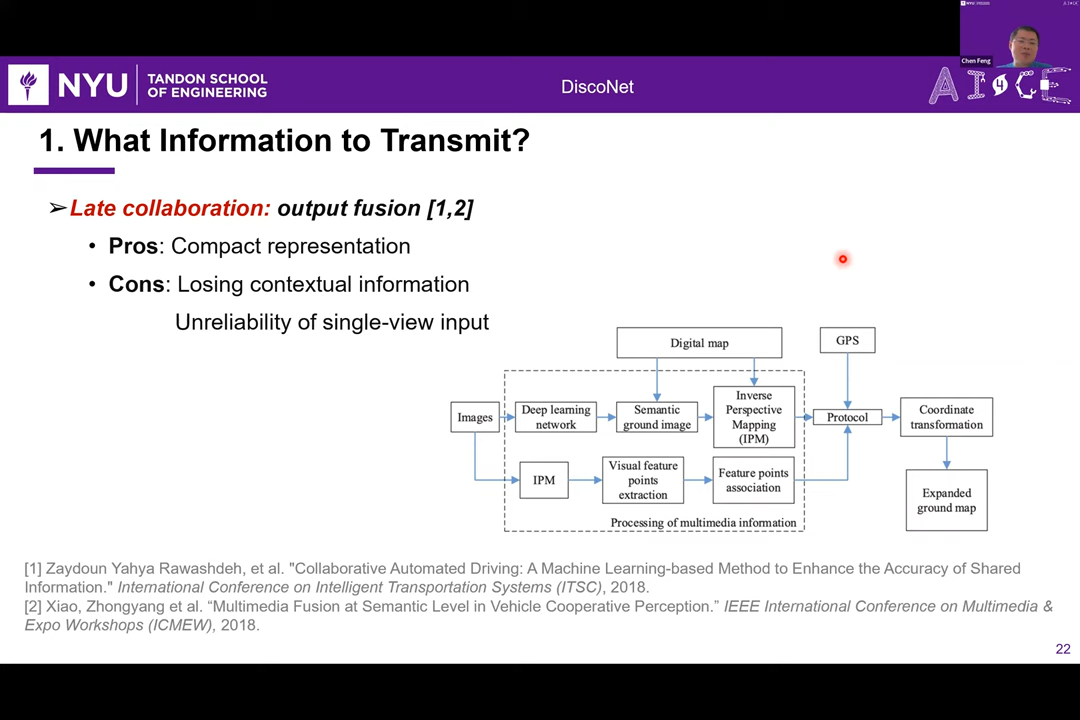 NYU
TANDON SCHOOL
OF ENGINEERING
DiscoNet
Chen Feng
AI4CE
1. What Information to Transmit?
➢Late collaboration: output fusion [1,2]
• Pros: Compact representation
• Cons: Losing contextual information
Unreliability of single-view input
Digital map
GPS
Images
Deep learning
network
Semantic
ground image
Inverse
Perspective
Mapping
(IPM)
Protocol
Coordinate
transformation
IPM
Visual feature
points
extraction
Feature points
association
Expanded
ground map
Processing of multimedia information
[1] Zaydoun Yahya Rawashdeh, et al. "Collaborative Automated Driving: A Machine Learning-based Method to Enhance the Accuracy of Shared
Information." International Conference on Intelligent Transportation Systems (ITSC), 2018.
[2] Xiao, Zhongyang et al. “Multimedia Fusion at Semantic Level in Vehicle Cooperative Perception.” IEEE International Conference on Multimedia &
Expo Workshops (ICMEW), 2018.
22